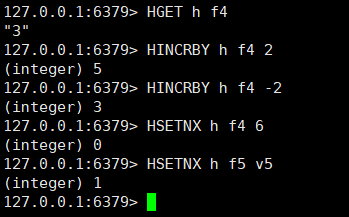 127.0.0.1:6379> HGET h f4
"3"
127.0.0.1:6379> HINCRBY h f4 2
(integer) 5
127.0.0.1:6379> HINCRBY h f4 -2
(integer) 3
127.0.0.1:6379> HSETNX h f4 6
(integer) 0
127.0.0.1:6379> HSETNX h f5 v5
(integer) 1
127.0.0.1:6379>